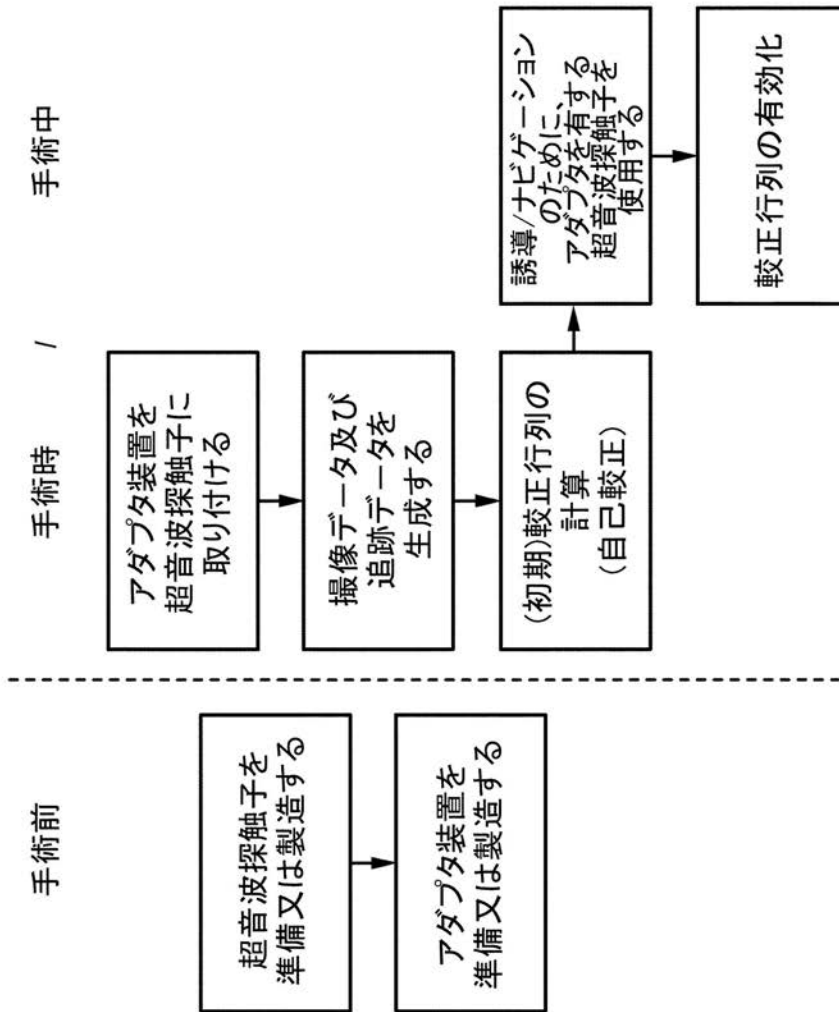 手術前
手術時 / 手術中
超音波探触子を
準備又は製造する
アダプタ装置を
準備又は製造する
アダプタ装置を
超音波探触子に
取り付ける
撮像データ及び
追跡データを
生成する
(初期)較正行列の
計算
(自己較正)
誘導/ナビゲーション
のために、
アダプタを有する
超音波探触子を
使用する
較正行列の有効化